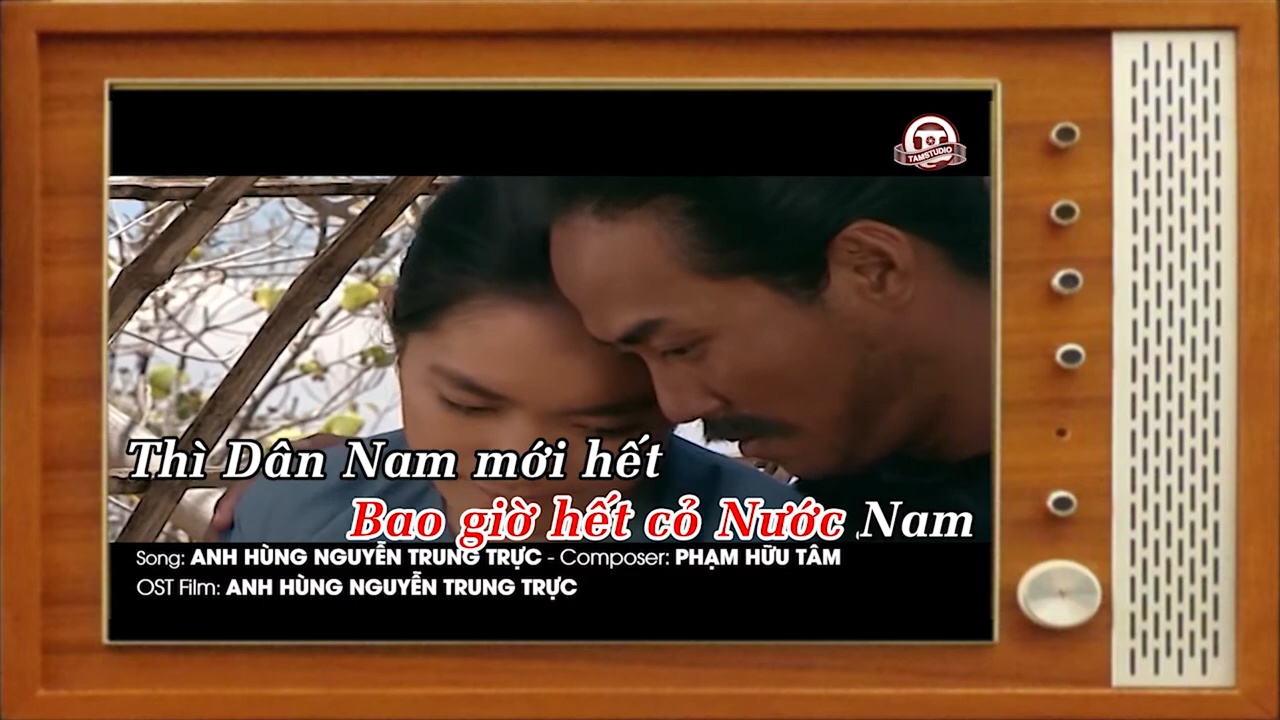 TAMSTUDIO
Thì Dân Nam mới hết
Bao giờ hết cỏ Nước Nam
Song: ANH HÙNG NGUYỄN TRUNG TRỰC - Composer: PHẠM HỮU TÂM
OST Film: ANH HÙNG NGUYỄN TRUNG TRỰC